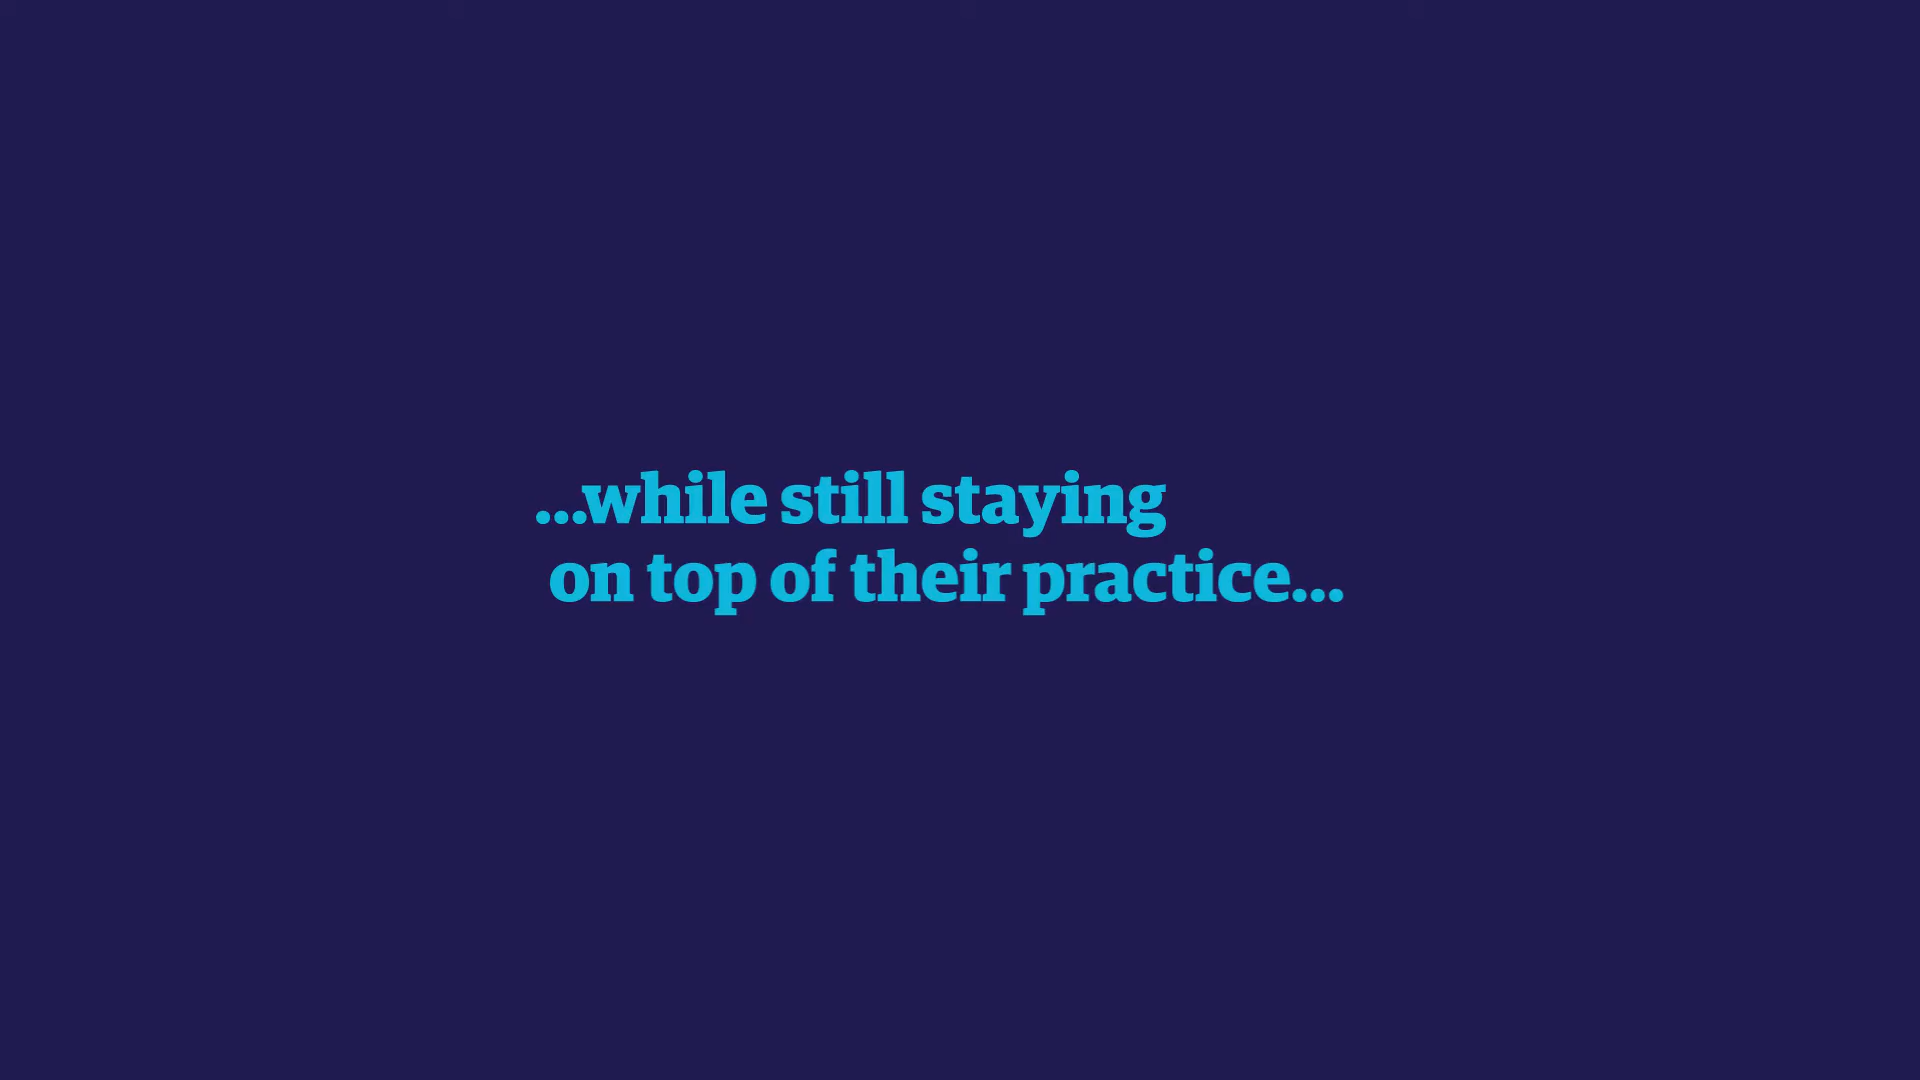 ...while still staying
on top of their practice...